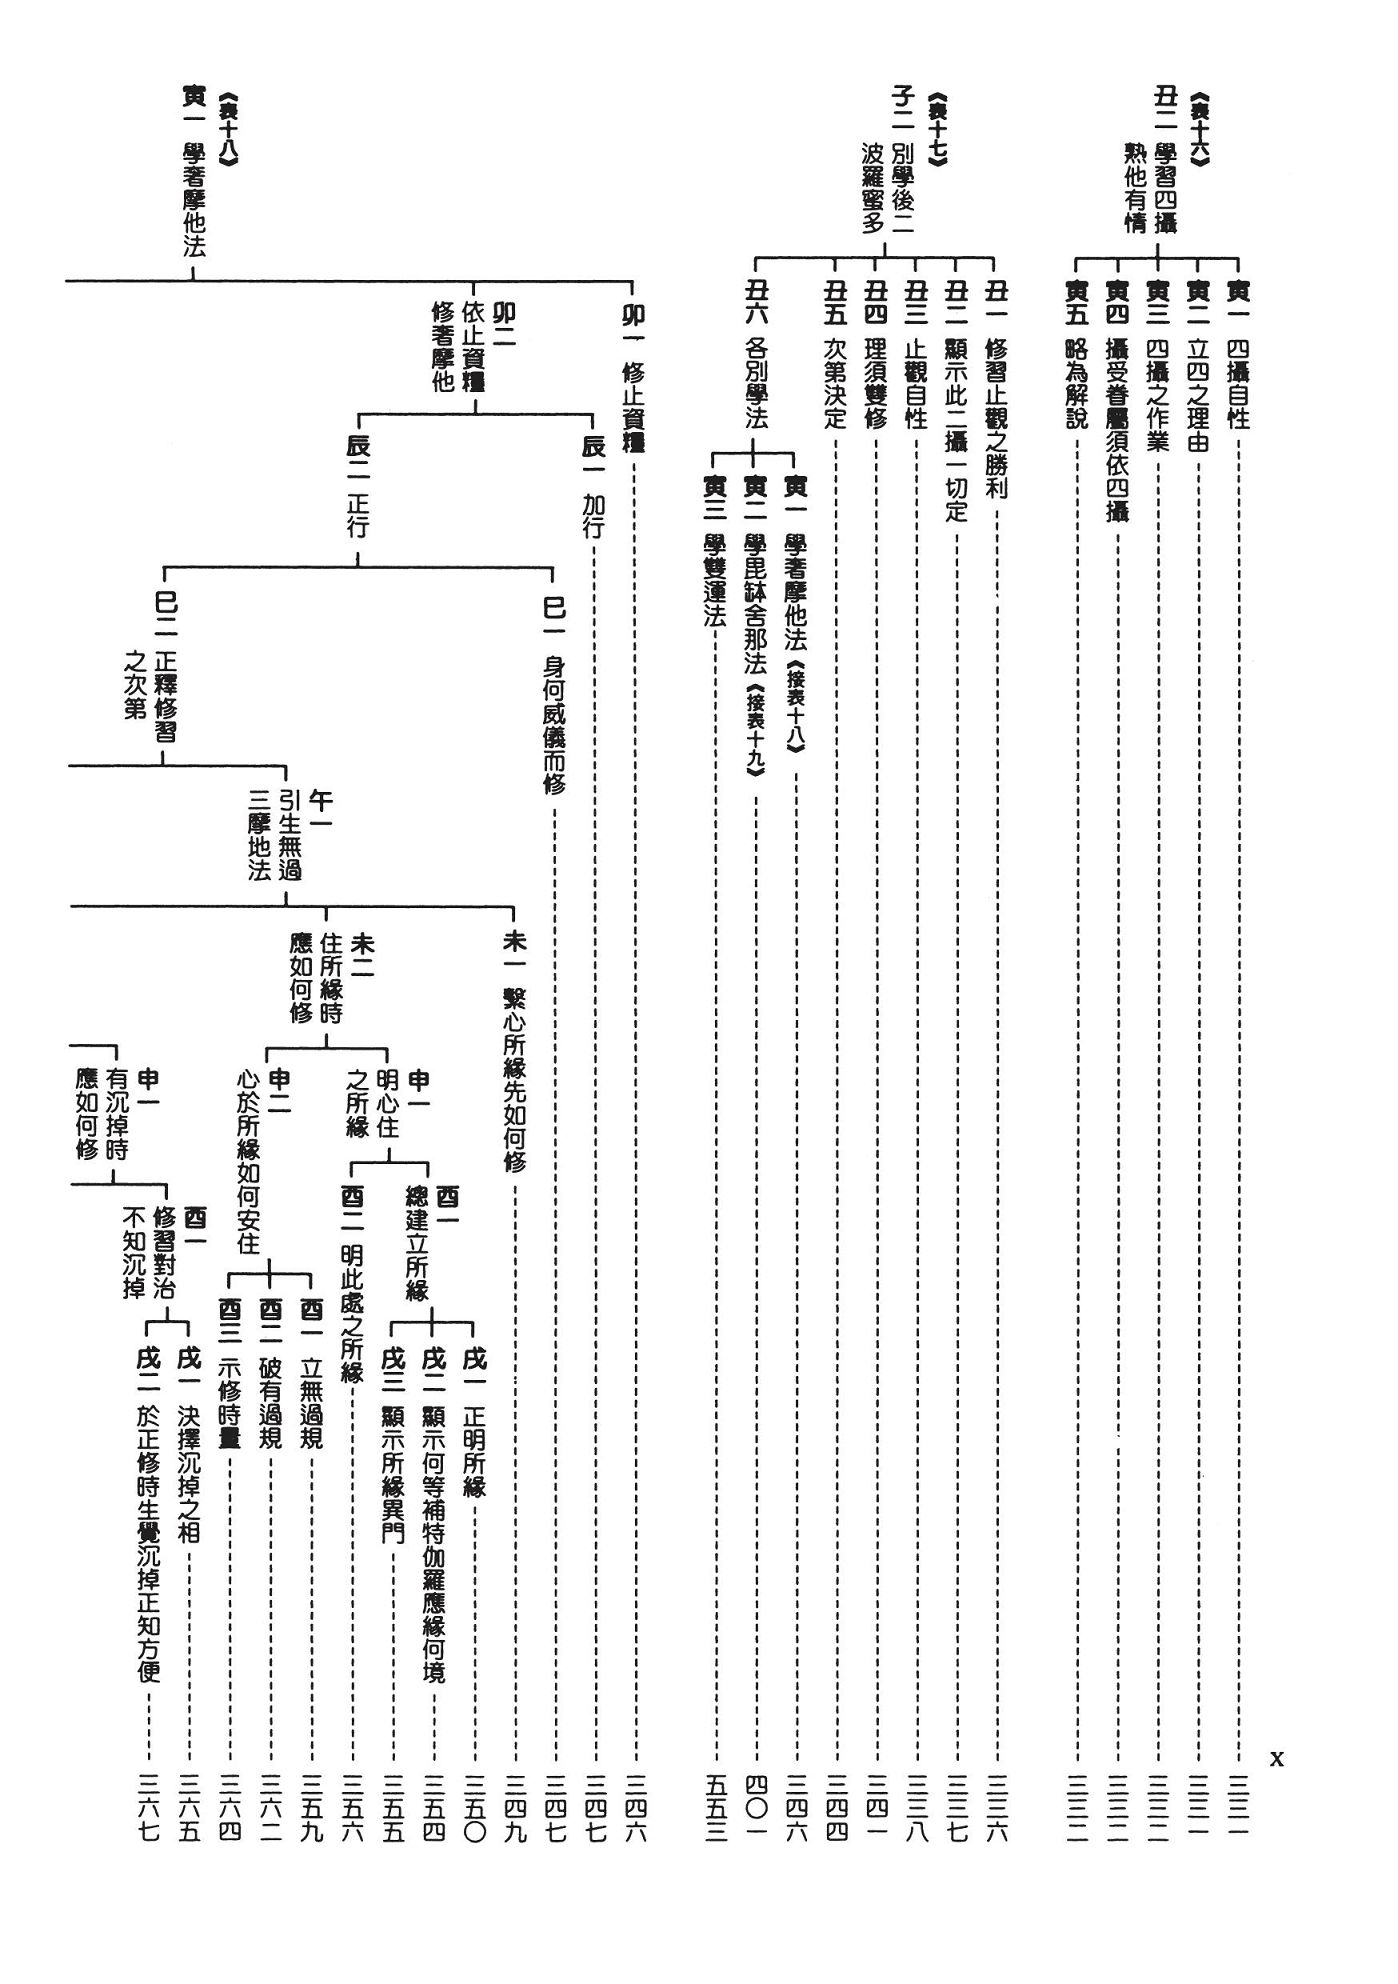 x
《表十六》
丑二 學習四攝
熟他有情
寅一 四攝自性 三三一
寅二 立四之理由 三三一
寅三 四攝之作業 三三二
寅四 攝受眷屬須依四攝 三三二
寅五 略為解說 三三二
《表十七》
子二 別學後二
波羅蜜多
丑一 修習止觀之勝利 三三六
丑二 顯示此二攝一切定 三三七
丑三 止觀自性 三三八
丑四 理須雙修 三四一
丑五 次第決定 三四四
丑六 各別學法
寅一 學奢摩他法《接表十八》 三四六
寅二 學毘缽舍那法《接表十九》 四〇一
寅三 學雙運法 五五三
《表十八》
寅一 學奢摩他法
卯一 修止資糧 三四六
卯二
依止資糧
修奢摩他
辰一 加行 三四七
辰二 正行
巳一 身何威儀而修 三四七
巳二 正釋修習
之次第
午一
引生無過
三摩地法
未一 繫心所緣先如何修 三四九
未二
住所緣時
應如何修
申一
明心住
之所緣
酉一
總建立所緣
戌一 正明所緣 三五〇
戌二 顯示何等補特伽羅應緣何境 三五四
戌三 顯示所緣異門 三五五
酉二 明此處之所緣 三五六
申二
心於所緣如何安住
酉一 立無過規 三五九
酉二 破有過規 三六二
酉三 示修時量 三六四
申一
有沉掉時
應如何修
酉一
修習對治
不知沉掉
戌一 決擇沉掉之相 三六五
戌二 於正修時生覺沉掉正知方便 三六七